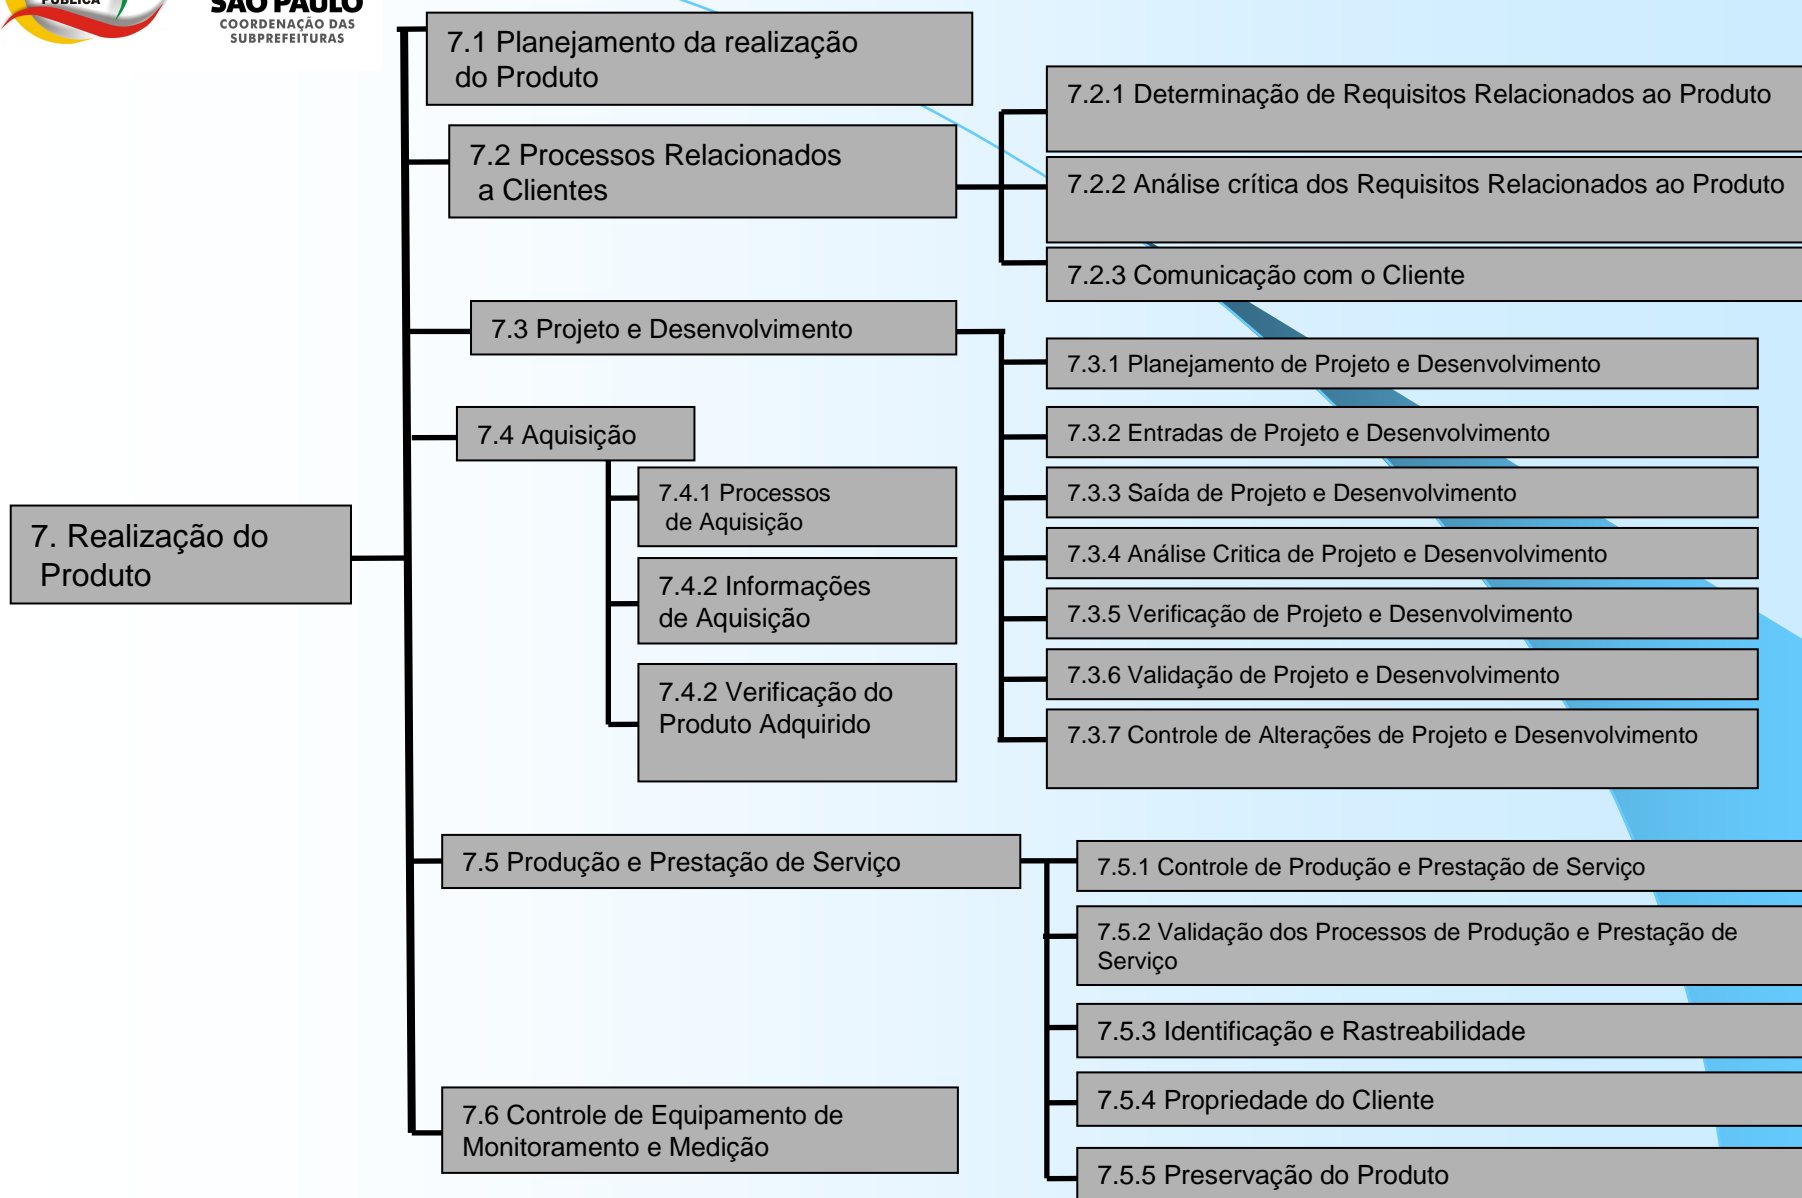 PÚBLICA
SÃO PAULO
COORDENAÇÃO DAS
SUBPREFEITURAS
7. Realização do
Produto
7.1 Planejamento da realização
do Produto
7.2 Processos Relacionados
a Clientes
7.2.1 Determinação de Requisitos Relacionados ao Produto
7.2.2 Análise crítica dos Requisitos Relacionados ao Produto
7.2.3 Comunicação com o Cliente
7.3 Projeto e Desenvolvimento
7.3.1 Planejamento de Projeto e Desenvolvimento
7.3.2 Entradas de Projeto e Desenvolvimento
7.3.3 Saída de Projeto e Desenvolvimento
7.3.4 Análise Critica de Projeto e Desenvolvimento
7.3.5 Verificação de Projeto e Desenvolvimento
7.3.6 Validação de Projeto e Desenvolvimento
7.3.7 Controle de Alterações de Projeto e Desenvolvimento
7.4 Aquisição
7.4.1 Processos
de Aquisição
7.4.2 Informações
de Aquisição
7.4.2 Verificação do
Produto Adquirido
7.5 Produção e Prestação de Serviço
7.5.1 Controle de Produção e Prestação de Serviço
7.5.2 Validação dos Processos de Produção e Prestação de
Serviço
7.5.3 Identificação e Rastreabilidade
7.5.4 Propriedade do Cliente
7.5.5 Preservação do Produto
7.6 Controle de Equipamento de
Monitoramento e Medição